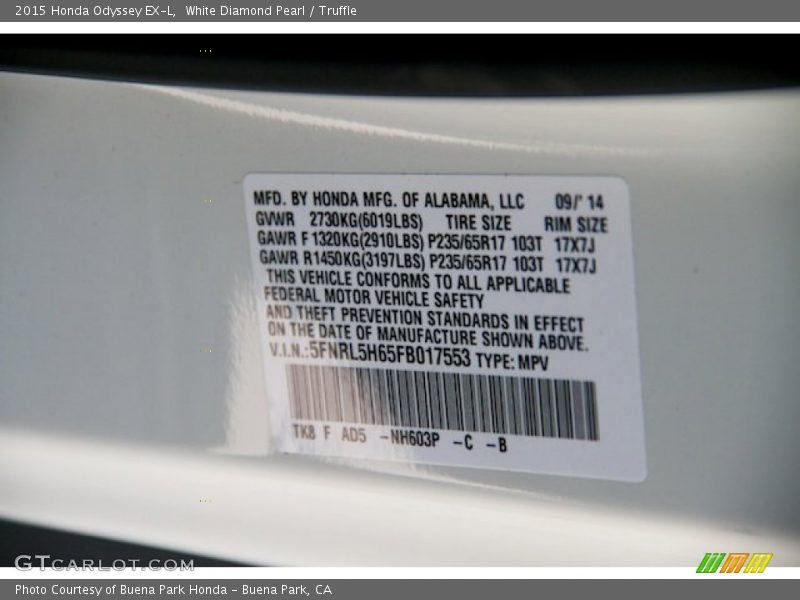 2015 Honda Odyssey EX-L,  White Diamond Pearl / Truffle
MFD. BY HONDA MFG. OF ALABAMA, LLC 09/' 14
GVWR 2730KG(6019LBS) TIRE SIZE RIM SIZE
GAWR F 1320KG(2910LBS) P235/65R17 103T 17X7J
GAWR R1450KG(3197LBS) P235/65R17 103T 17X7J
THIS VEHICLE CONFORMS TO ALL APPLICABLE
FEDERAL MOTOR VEHICLE SAFETY
AND THEFT PREVENTION STANDARDS IN EFFECT
ON THE DATE OF MANUFACTURE SHOWN ABOVE.
V.I.N.:5FNRL5H65FB017553 TYPE: MPV
TK8 F AD5 -NH603P -C -B
GTCARLOT.COM
Photo Courtesy of Buena Park Honda - Buena Park, CA